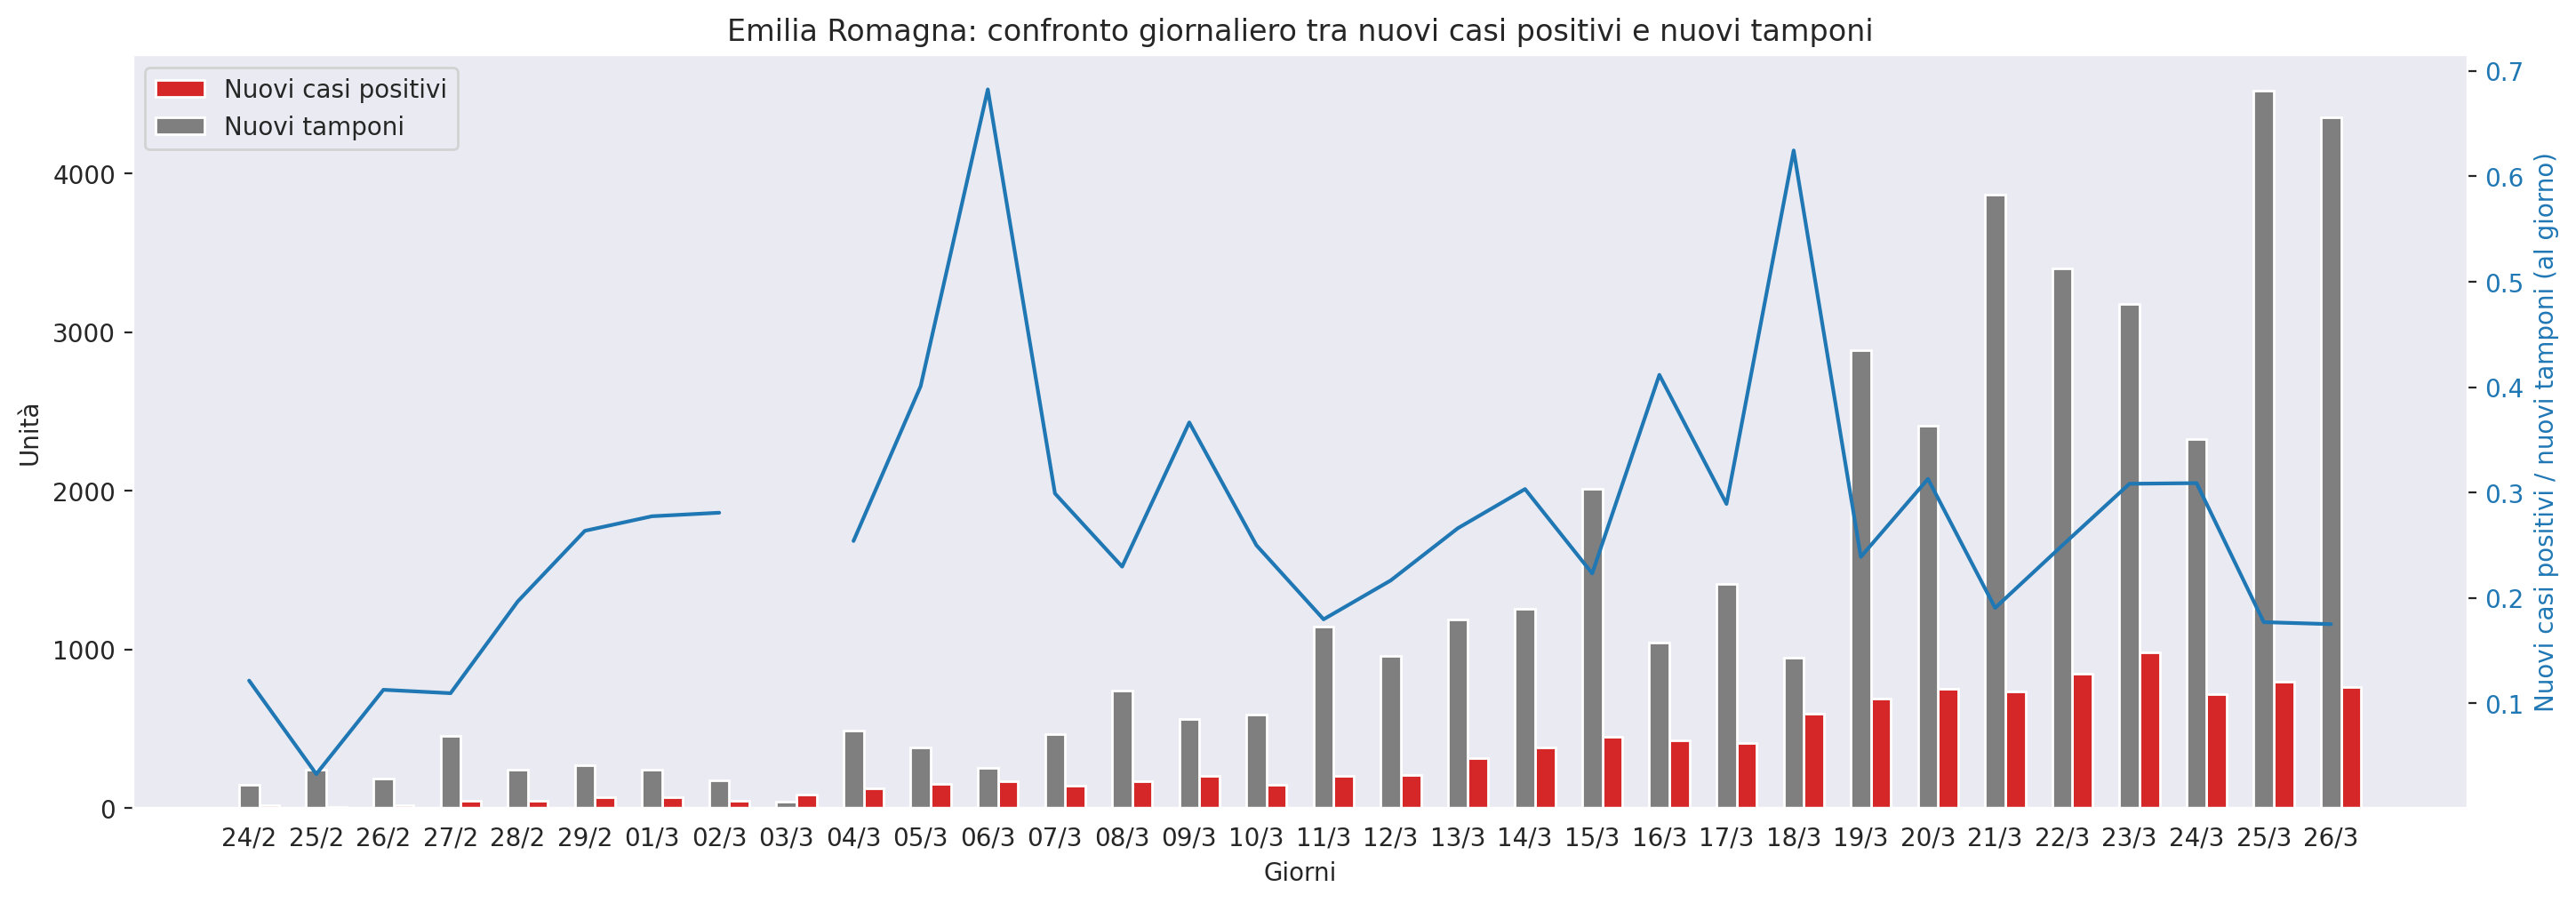 Emilia Romagna: confronto giornaliero tra nuovi casi positivi e nuovi tamponi
Nuovi casi positivi
Nuovi tamponi
Unità
4000
3000
2000
1000
0
0.7
0.6
0.5
0.4
0.3
0.2
0.1
Nuovi casi positivi / nuovi tamponi (al giorno)
24/2 25/2 26/2 27/2 28/2 29/2 01/3 02/3 03/3 04/3 05/3 06/3 07/3 08/3 09/3 10/3 11/3 12/3 13/3 14/3 15/3 16/3 17/3 18/3 19/3 20/3 21/3 22/3 23/3 24/3 25/3 26/3
Giorni